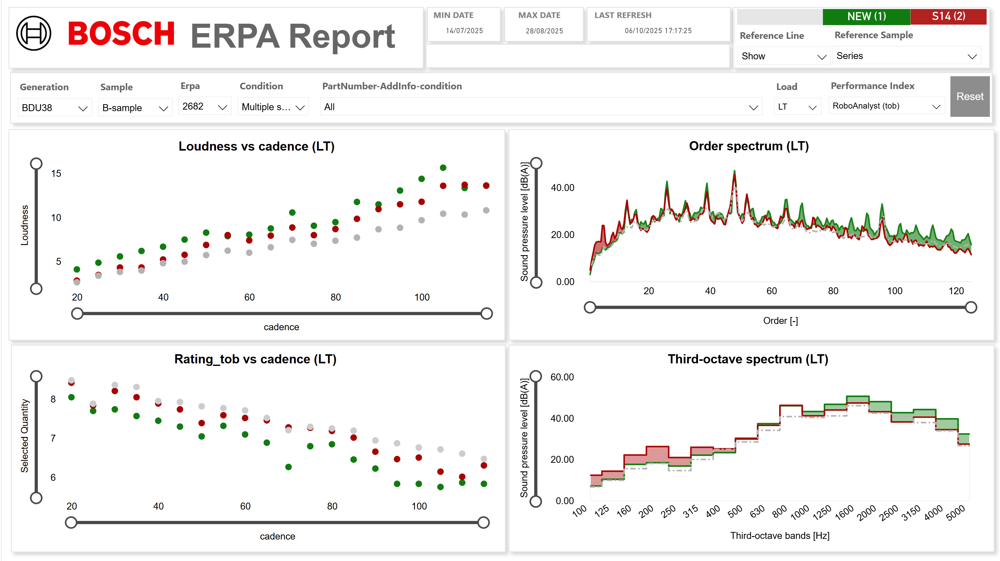 BOSCH ERPA Report
MIN DATE
14/07/2025
MAX DATE
28/08/2025
LAST REFRESH
06/10/2025 17:17:25
NEW (1)
S14 (2)
Reference Line
Show
Reference Sample
Series
Generation
BDU38
Sample
B-sample
Erpa
2682
Condition
Multiple s...
PartNumber-AddInfo-condition
All
Load
LT
Performance Index
RoboAnalyst (tob)
Reset
Loudness vs cadence (LT)
Loudness
15
10
5
20 40 60 80 100
cadence
Order spectrum (LT)
Sound pressure level [dB(A)]
40.00
20.00
0.00
20 40 60 80 100 120
Order [-]
Rating_tob vs cadence (LT)
Selected Quantity
8
7
6
20 40 60 80 100
cadence
Third-octave spectrum (LT)
Sound pressure level [dB(A)]
60.00
40.00
20.00
0.00
100 125 160 200 250 315 400 500 630 800 1000 1250 1600 2000 2500 3150 4000 5000
Third-octave bands [Hz]